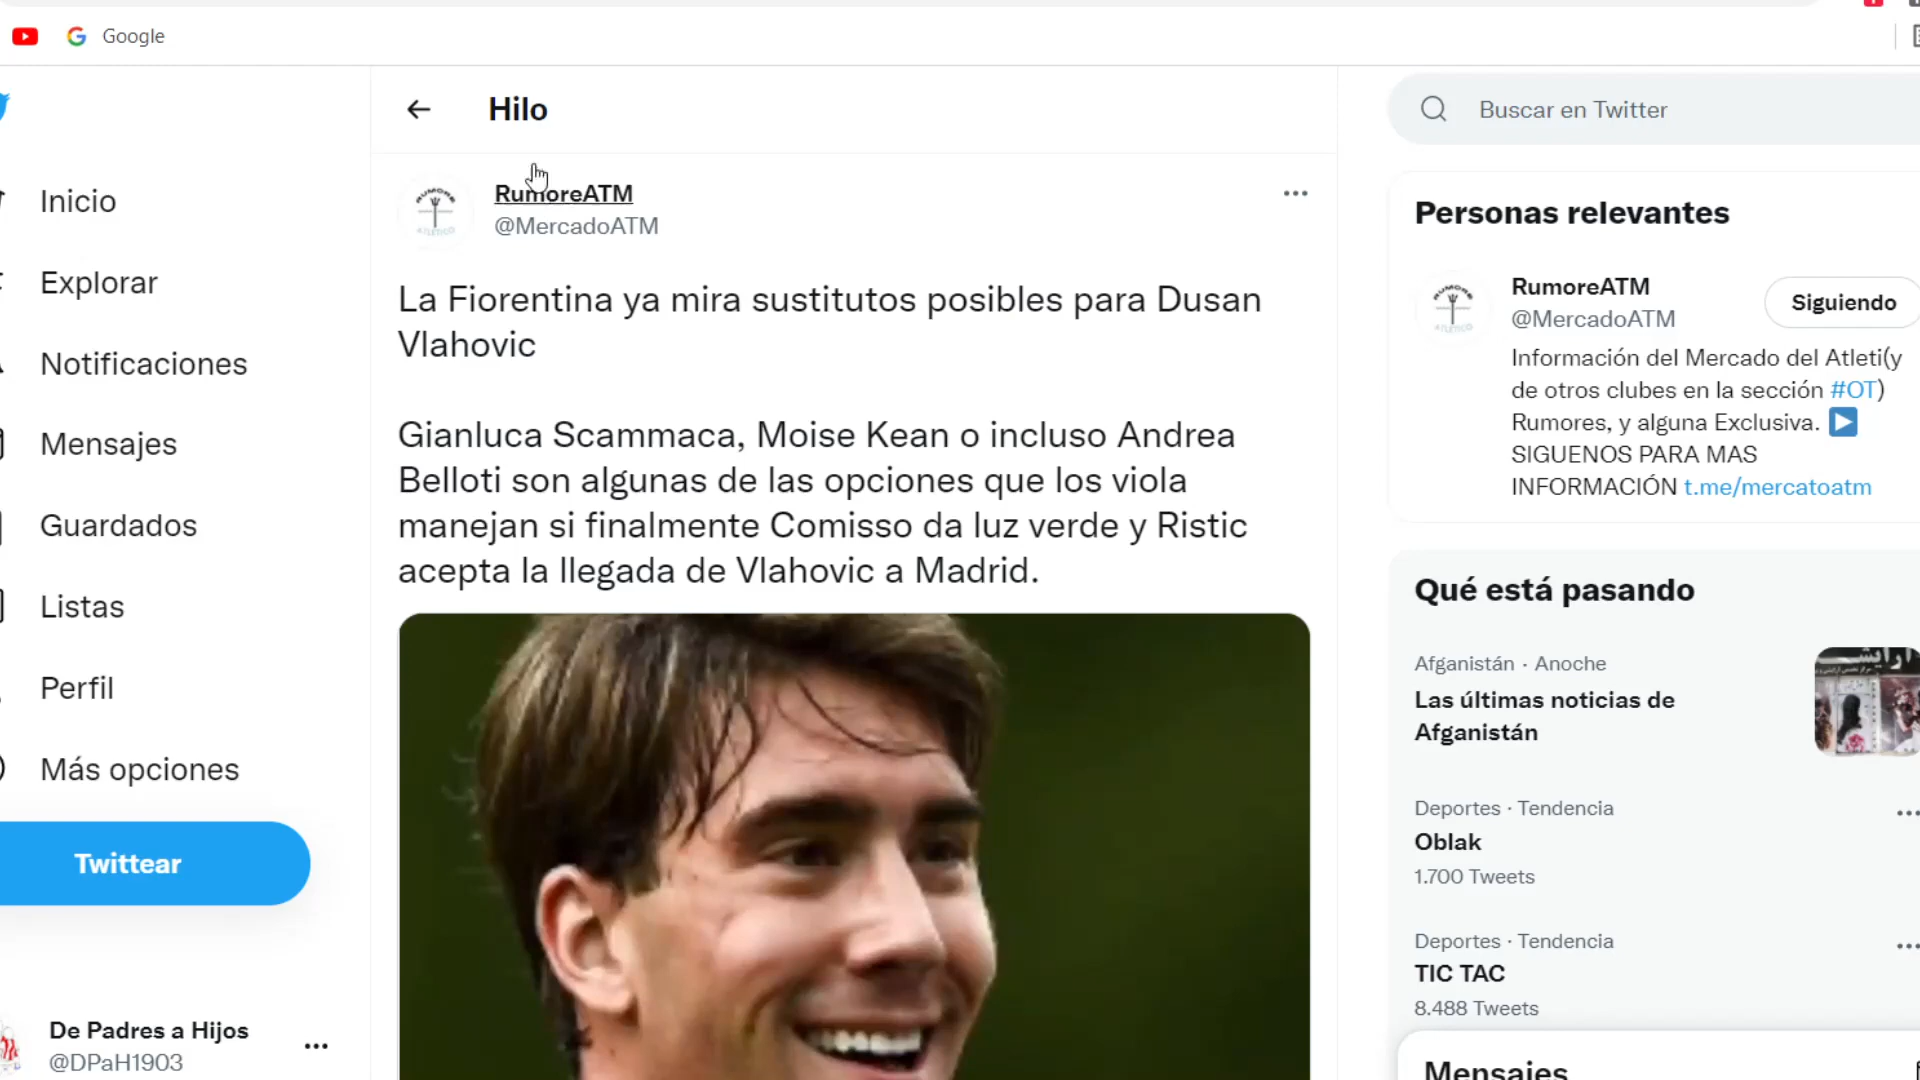 Google
Hilo
RumoreATM
@MercadoATM
La Fiorentina ya mira sustitutos posibles para Dusan
Vlahovic
Gianluca Scammaca, Moise Kean o incluso Andrea
Belloti son algunas de las opciones que los viola
manejan si finalmente Comisso da luz verde y Ristic
acepta la llegada de Vlahovic a Madrid.
Inicio
Explorar
Notificaciones
Mensajes
Guardados
Listas
Perfil
Más opciones
Twittear
De Padres a Hijos
@DPaH1903
Buscar en Twitter
Personas relevantes
RUMORE
ATLETICO
RumoreATM
@MercadoATM
Siguiendo
Información del Mercado del Atleti(y
de otros clubes en la sección #OT)
Rumores, y alguna Exclusiva. ▶
SIGUENOS PARA MAS
INFORMACIÓN t.me/mercatoatm
Qué está pasando
Afganistán · Anoche
Las últimas noticias de
Afganistán
Deportes · Tendencia
Oblak
1.700 Tweets
Deportes · Tendencia
TIC TAC
8.488 Tweets
Mensajes